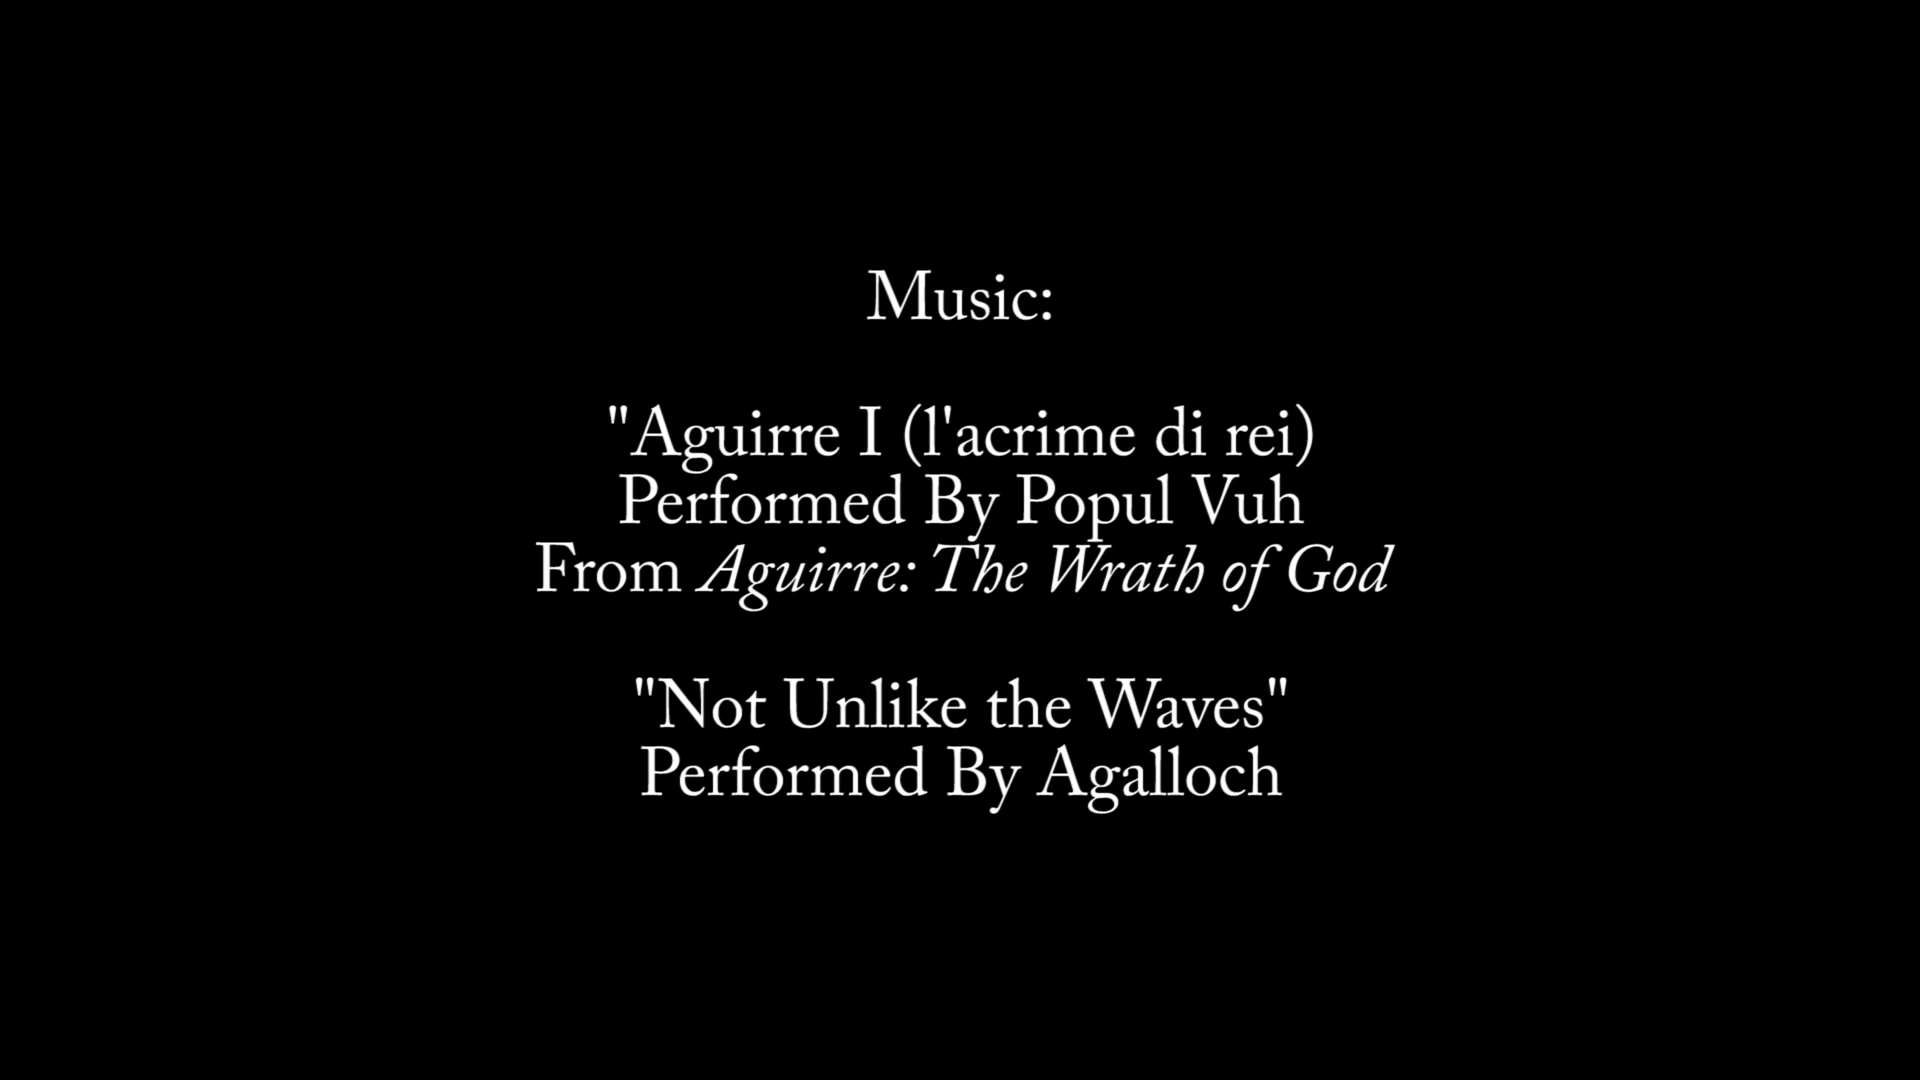 Music:
"Aguirre I (l'acrime di rei)
Performed By Popul Vuh
From Aguirre: The Wrath of God
"Not Unlike the Waves"
Performed By Agalloch